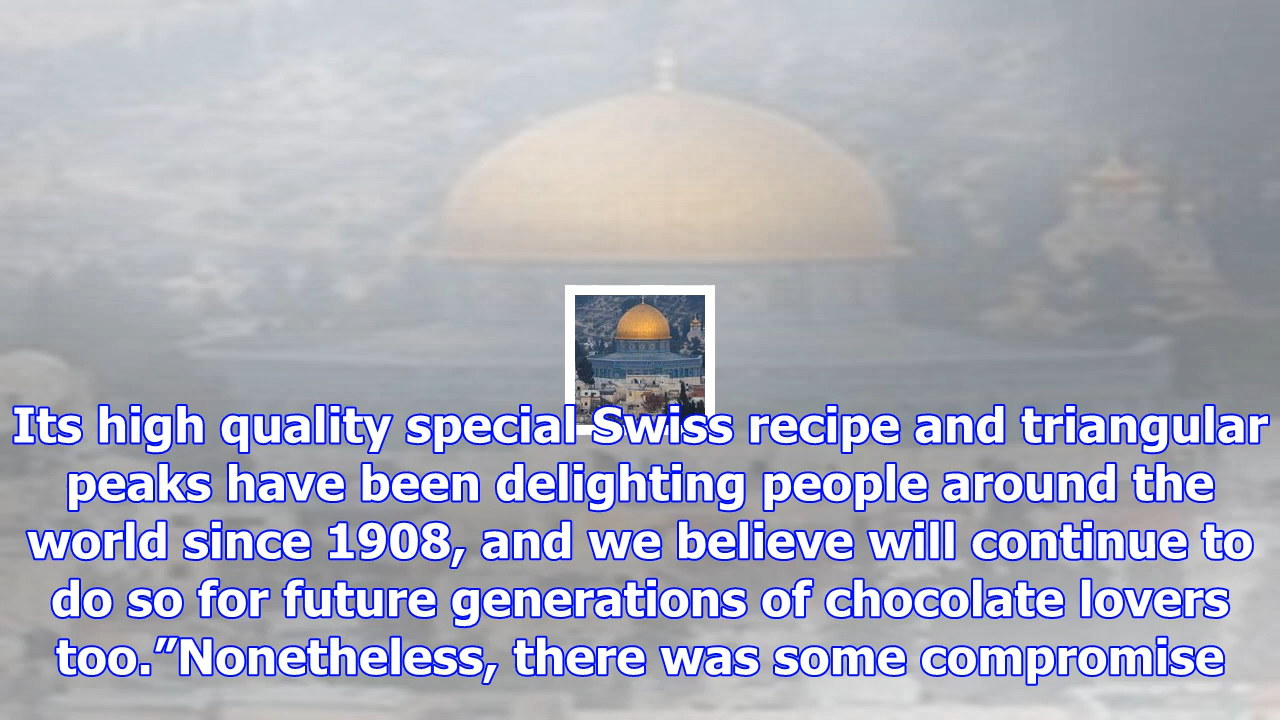 Its high quality special Swiss recipe and triangular
peaks have been delighting people around the
world since 1908, and we believe will continue to
do so for future generations of chocolate lovers
too.”Nonetheless, there was some compromise